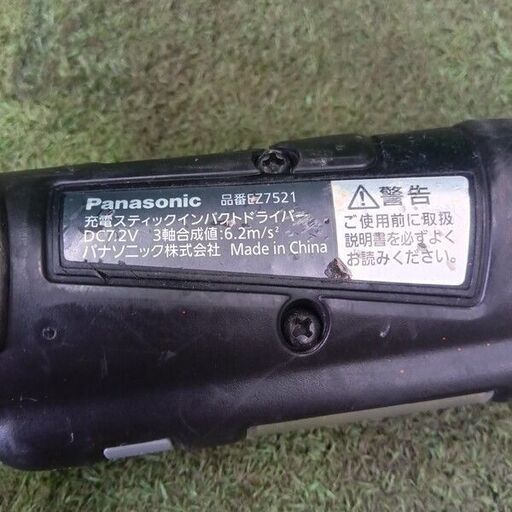 Panasonic 品番EZ7521
充電スティックインパクトドライバー
DC7.2V 3軸合成値:6.2m/s²
パナソニック株式会社 Made in China
⚠警告
ご使用前に取扱
説明書を必ずよく
お読みください。